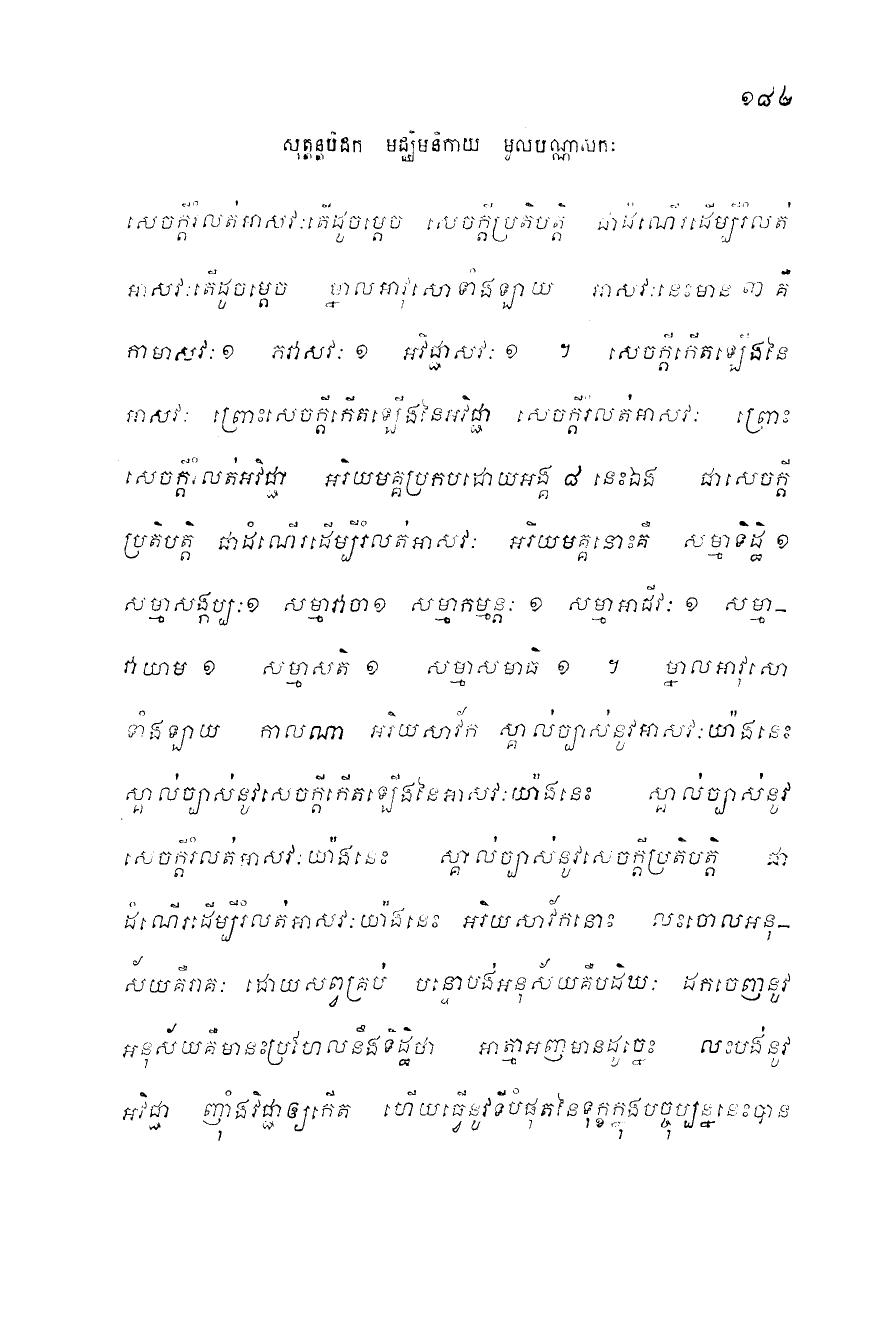 ១៨៤
សុត្តន្តបិដក មជ្ឈិមនិកាយ មូលបណ្ណាសកៈ
សេចក្តីរំលត់អាសវៈតើដូចម្តេច សេចក្តីប្រតិបត្តិ ជាដំណើរដើម្បីរំលត់
អាសវៈតើដូចម្តេច ម្នាលអាវុសោទាំងឡាយ អាសវៈនេះមាន ៣ គឺ
កាមាសវៈ ១ ភវាសវៈ ១ អវិជ្ជាសវៈ ១ ។ សេចក្តីកើតឡើងនៃ
អាសវៈ ព្រោះសេចក្តីកើតឡើងនៃអវិជ្ជា សេចក្តីរំលត់អាសវៈ ព្រោះ
សេចក្តីរំលត់អវិជ្ជា អរិយមគ្គប្រកបដោយអង្គ ៨ នេះឯង ជាសេចក្តី
ប្រតិបត្តិ ជាដំណើរដើម្បីរំលត់អាសវៈ អរិយមគ្គនោះគឺ សម្មាទិដ្ឋិ ១
សម្មាសង្កប្បៈ ១ សម្មាវាចា ១ សម្មាកម្មន្តៈ ១ សម្មាអាជីវៈ ១ សម្មា-
វាយាម ១ សម្មាសតិ ១ សម្មាសមាធិ ១ ។ ម្នាលអាវុសោ
ទាំងឡាយ កាលណា អរិយសាវ័ក ស្គាល់ច្បាស់នូវអាសវៈយ៉ាងនេះ
ស្គាល់ច្បាស់នូវសេចក្តីកើតឡើងនៃអាសវៈយ៉ាងនេះ ស្គាល់ច្បាស់នូវ
សេចក្តីរំលត់អាសវៈយ៉ាងនេះ ស្គាល់ច្បាស់នូវសេចក្តីប្រតិបត្តិ ជា
ដំណើរដើម្បីរំលត់អាសវៈយ៉ាងនេះ អរិយសាវ័កនោះ លះចោលអនុ-
ស័យគឺរាគៈ ដោយសព្វគ្រប់ បន្ទោបង់អនុស័យគឺបដិឃៈ ដកចេញនូវ
អនុស័យគឺមានះប្រហែលនឹងទិដ្ឋិថា អាត្មាអញមានដូច្នេះ លះបង់នូវ
អវិជ្ជា ញុំាងវិជ្ជាឲ្យកើត ហើយធ្វើនូវទីបំផុតនៃទុក្ខក្នុងបច្ចុប្បន្ននេះបាន